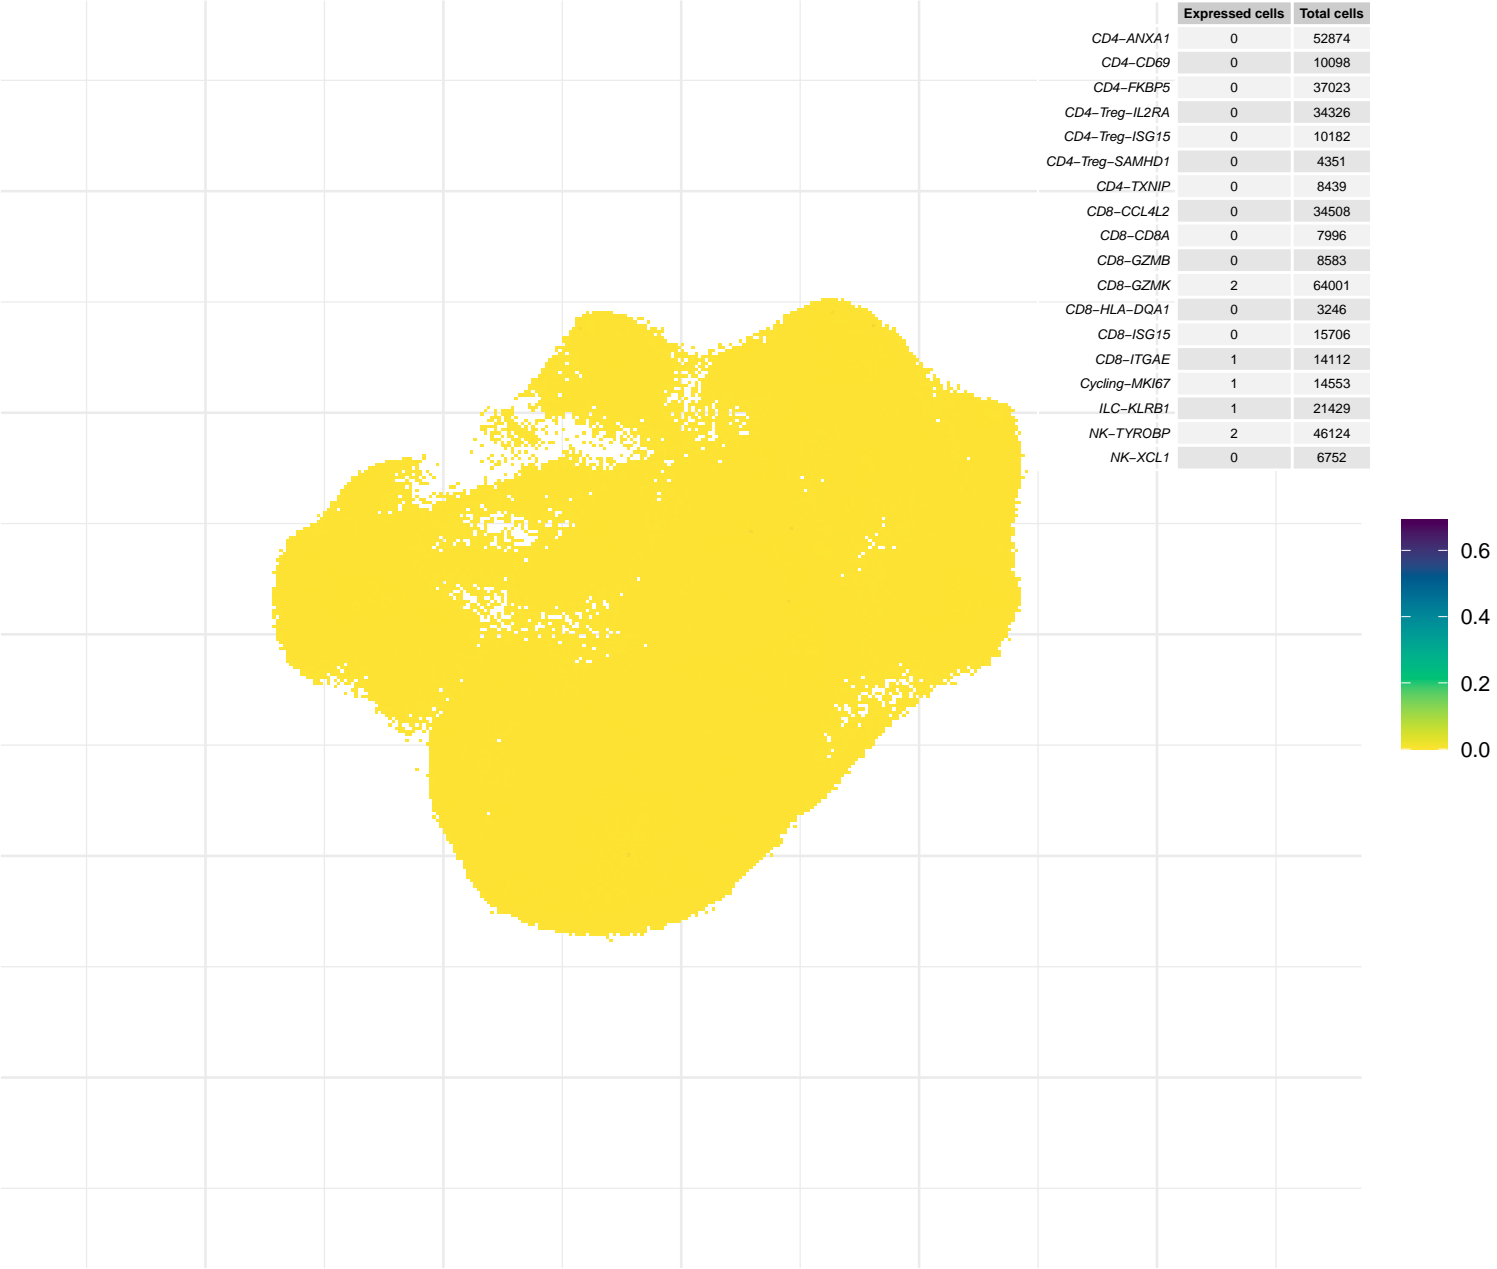 Expressed cells Total cells
CD4−ANXA1 0 52874
CD4−CD69 0 10098
CD4−FKBP5 0 37023
CD4−Treg−IL2RA 0 34326
CD4−Treg−ISG15 0 10182
CD4−Treg−SAMHD1 0 4351
CD4−TXNIP 0 8439
CD8−CCL4L2 0 34508
CD8−CD8A 0 7996
CD8−GZMB 0 8583
CD8−GZMK 2 64001
CD8−HLA−DQA1 0 3246
CD8−ISG15 0 15706
CD8−ITGAE 1 14112
Cycling−MKI67 1 14553
ILC−KLRB1 1 21429
NK−TYROBP 2 46124
NK−XCL1 0 6752
0.6
0.4
0.2
0.0